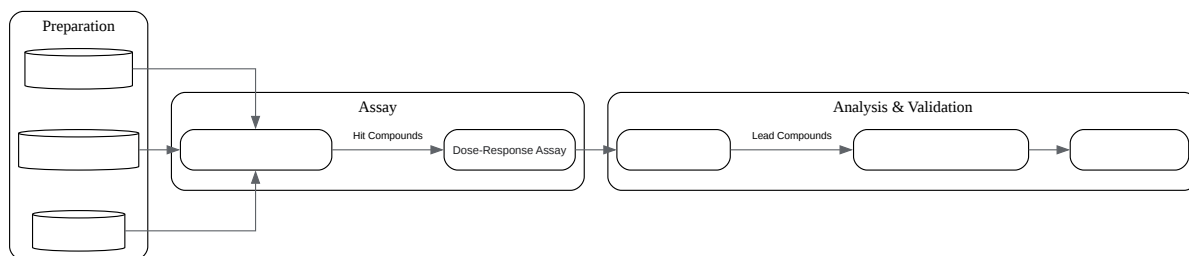 Preparation
Assay
Analysis & Validation
Hit Compounds
Dose-Response Assay
Lead Compounds